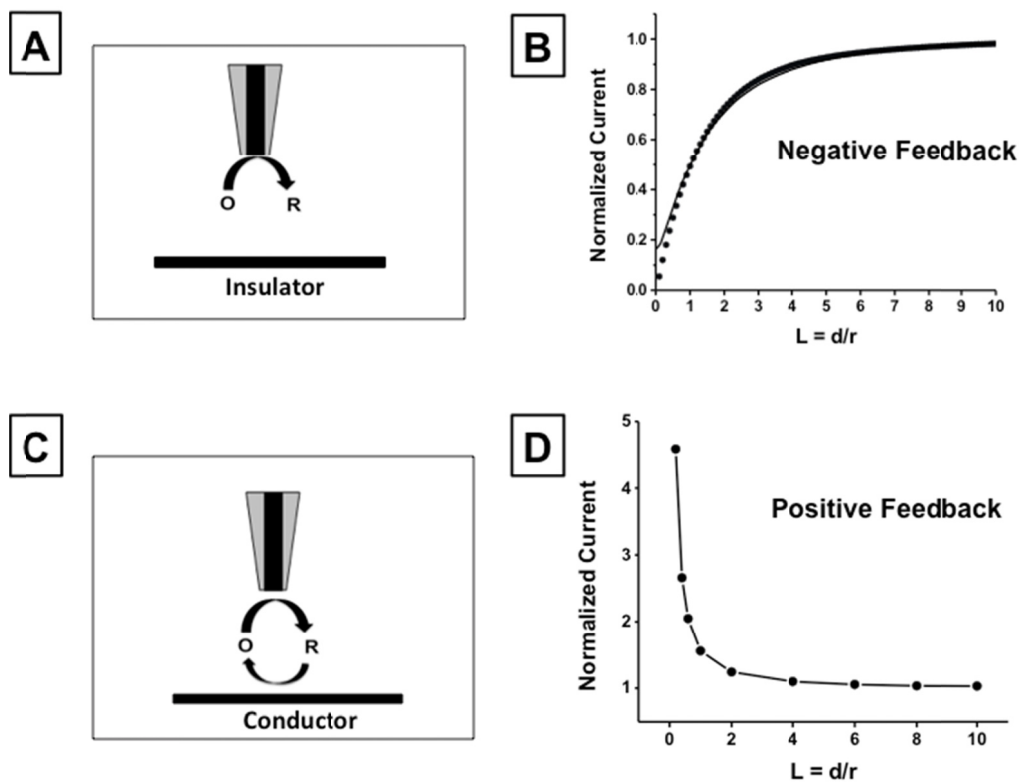 A
O
R
Insulator
B
1.0
0.8
0.6
0.4
0.2
0.0
0 1 2 3 4 5 6 7 8 9 10
Normalized Current
L = d/r
Negative Feedback
C
O
R
Conductor
D
5
4
3
2
1
0 2 4 6 8 10
Normalized Current
L = d/r
Positive Feedback